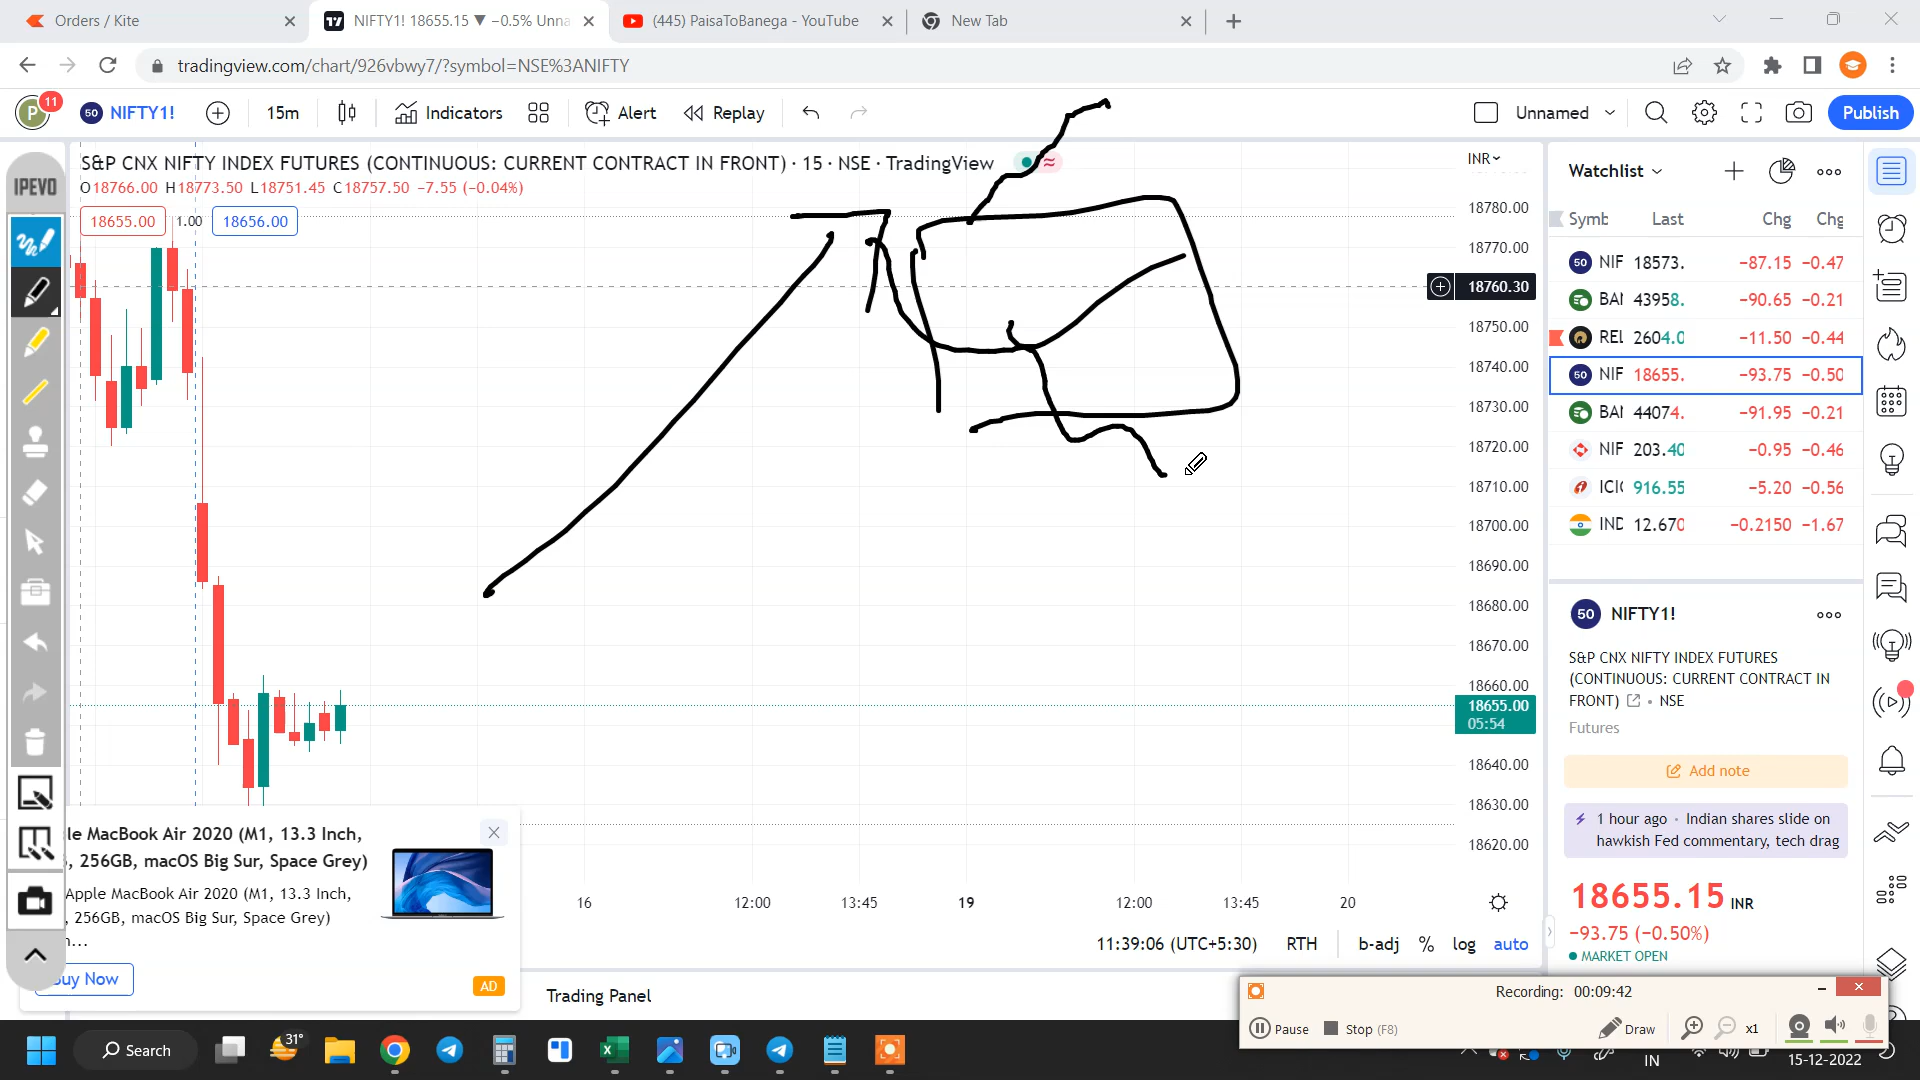 Orders / Kite
NIFTY1! 18655.15 ▼ −0.5% Unna
(445) PaisaToBanega - YouTube
New Tab
tradingview.com/chart/926vbwy7/?symbol=NSE%3ANIFTY
P 11
50 NIFTY1!
15m
Indicators
Alert
Replay
Unnamed
Publish
IPEVO
S&P CNX NIFTY INDEX FUTURES (CONTINUOUS: CURRENT CONTRACT IN FRONT) · 15 · NSE · TradingView
O18766.00 H18773.50 L18751.45 C18757.50 −7.55 (−0.04%)
18655.00 1.00 18656.00
INR
18780.00
18770.00
18760.30
18750.00
18740.00
18730.00
18720.00
18710.00
18700.00
18690.00
18680.00
18670.00
18660.00
18655.00
05:54
18640.00
18630.00
18620.00
16 12:00 13:45 19 12:00 13:45 20
11:39:06 (UTC+5:30) RTH b-adj % log auto
le MacBook Air 2020 (M1, 13.3 Inch,
256GB, macOS Big Sur, Space Grey)
Apple MacBook Air 2020 (M1, 13.3 Inch,
, 256GB, macOS Big Sur, Space Grey)
Buy Now
AD
Trading Panel
Watchlist
Symb Last Chg Chg
50 NIF 18573. −87.15 −0.47
BAI 43958. −90.65 −0.21
REL 2604.0 −11.50 −0.44
50 NIF 18655. −93.75 −0.50
BAI 44074. −91.95 −0.21
NIF 203.40 −0.95 −0.46
ICIC 916.55 −5.20 −0.56
IND 12.670 −0.2150 −1.67
50 NIFTY1!
S&P CNX NIFTY INDEX FUTURES
(CONTINUOUS: CURRENT CONTRACT IN
FRONT) • NSE
Futures
Add note
1 hour ago · Indian shares slide on
hawkish Fed commentary, tech drag
18655.15 INR
−93.75 (−0.50%)
MARKET OPEN
Recording: 00:09:42
Pause Stop (F8) Draw x1
31°
Search
IN
15-12-2022